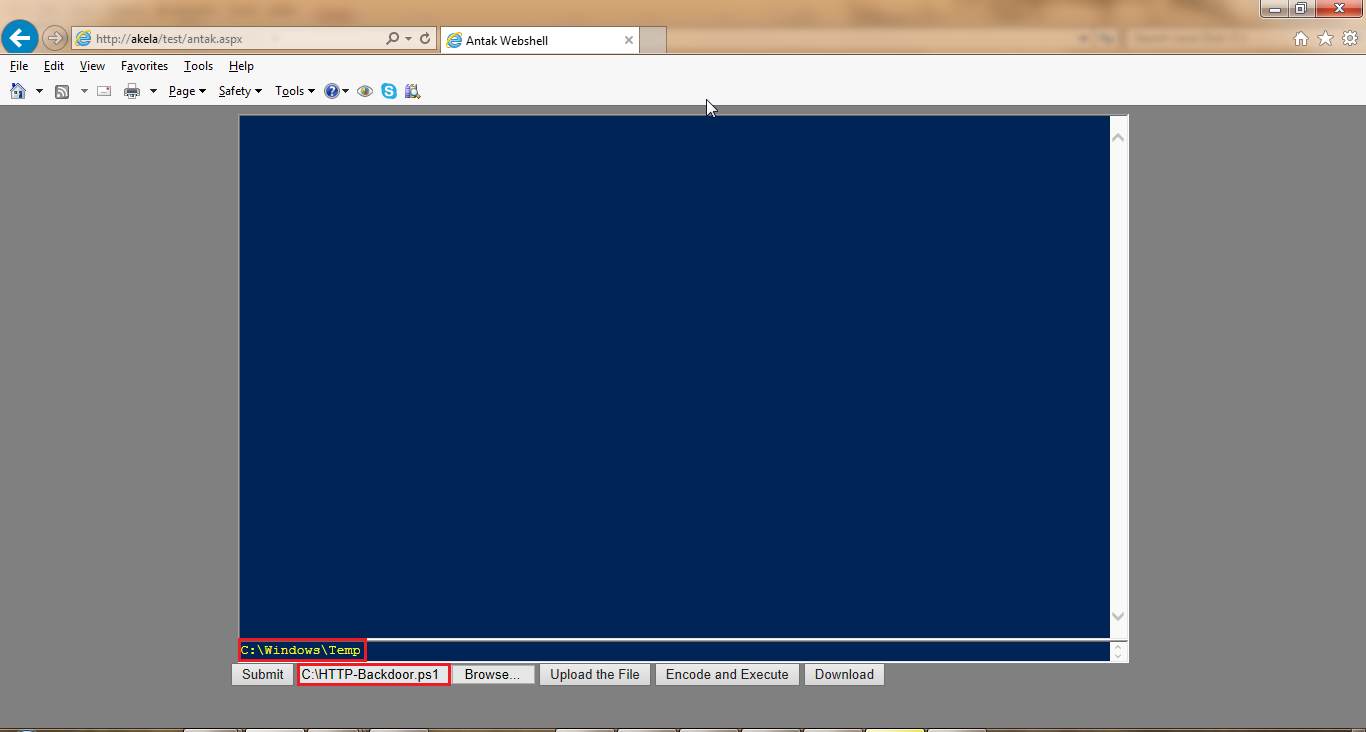 http://akela/test/antak.aspx
Antak Webshell
File Edit View Favorites Tools Help
Page Safety Tools
C:\Windows\Temp
Submit C:\HTTP-Backdoor.ps1 Browse... Upload the File Encode and Execute Download